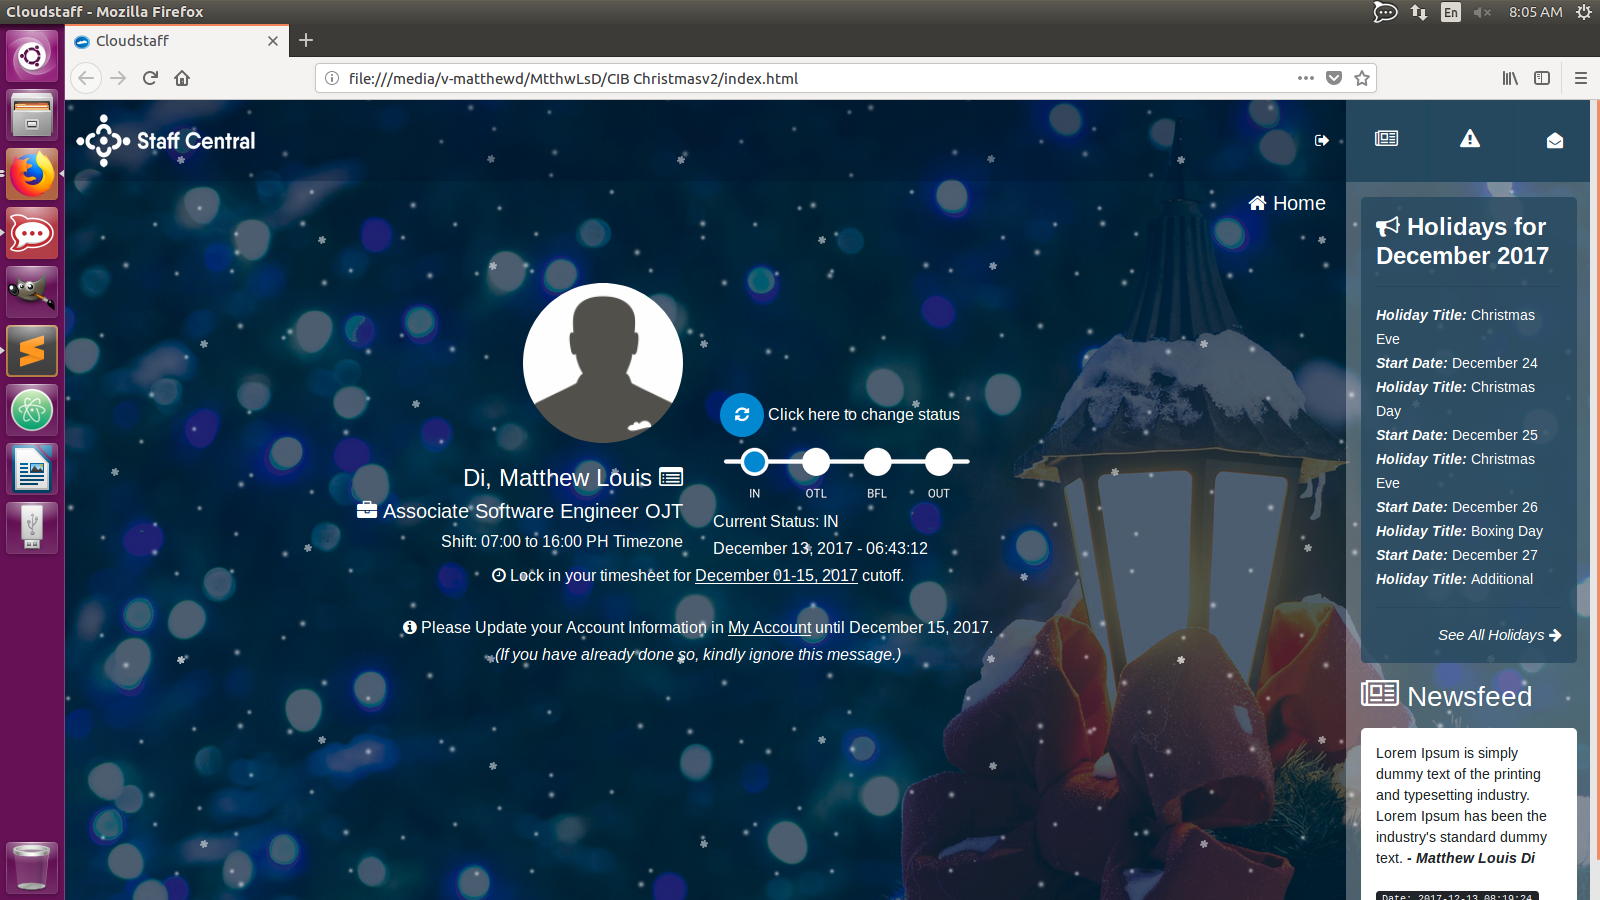 Cloudstaff - Mozilla Firefox
En
8:05 AM
Cloudstaff
file:///media/v-matthewd/MtthwLsD/CIB Christmasv2/index.html
Staff Central
Home
Click here to change status
IN OTL BFL OUT
Di, Matthew Louis
Associate Software Engineer OJT
Shift: 07:00 to 16:00 PH Timezone
Current Status: IN
December 13, 2017 - 06:43:12
Lock in your timesheet for December 01-15, 2017 cutoff.
Please Update your Account Information in My Account until December 15, 2017.
(If you have already done so, kindly ignore this message.)
Holidays for
December 2017
Holiday Title: Christmas
Eve
Start Date: December 24
Holiday Title: Christmas
Day
Start Date: December 25
Holiday Title: Christmas
Eve
Start Date: December 26
Holiday Title: Boxing Day
Start Date: December 27
Holiday Title: Additional
See All Holidays
Newsfeed
Lorem Ipsum is simply
dummy text of the printing
and typesetting industry.
Lorem Ipsum has been the
industry's standard dummy
text. - Matthew Louis Di
Date: 2017-12-13 08:19:24